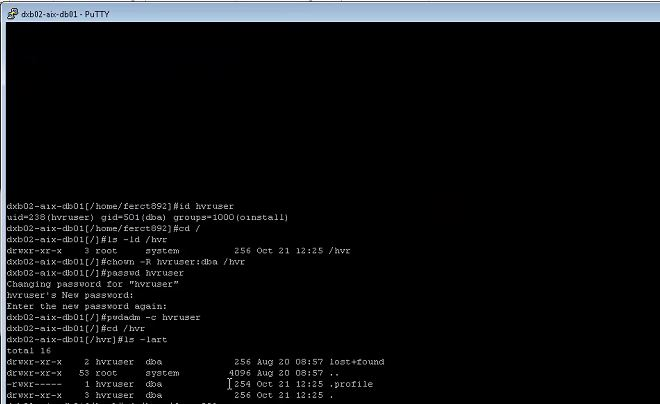 dxb02-aix-db01 - PuTTY
dxb02-aix-db01[/home/ferct892]#id hvruser
uid=238(hvruser) gid=501(dba) groups=1000(oinstall)
dxb02-aix-db01[/home/ferct892]#cd /
dxb02-aix-db01[/]#ls -ld /hvr
drwxr-xr-x 3 root system 256 Oct 21 12:25 /hvr
dxb02-aix-db01[/]#chown -R hvruser:dba /hvr
dxb02-aix-db01[/]#passwd hvruser
Changing password for "hvruser"
hvruser's New password:
Enter the new password again:
dxb02-aix-db01[/]#pwdadm -c hvruser
dxb02-aix-db01[/]#cd /hvr
dxb02-aix-db01[/hvr]#ls -lart
total 16
drwxr-xr-x 2 hvruser dba 256 Aug 20 08:57 lost+found
drwxr-xr-x 53 root system 4096 Aug 20 08:57 ..
-rwxr----- 1 hvruser dba 254 Oct 21 12:25 .profile
drwxr-xr-x 3 hvruser dba 256 Oct 21 12:25 .